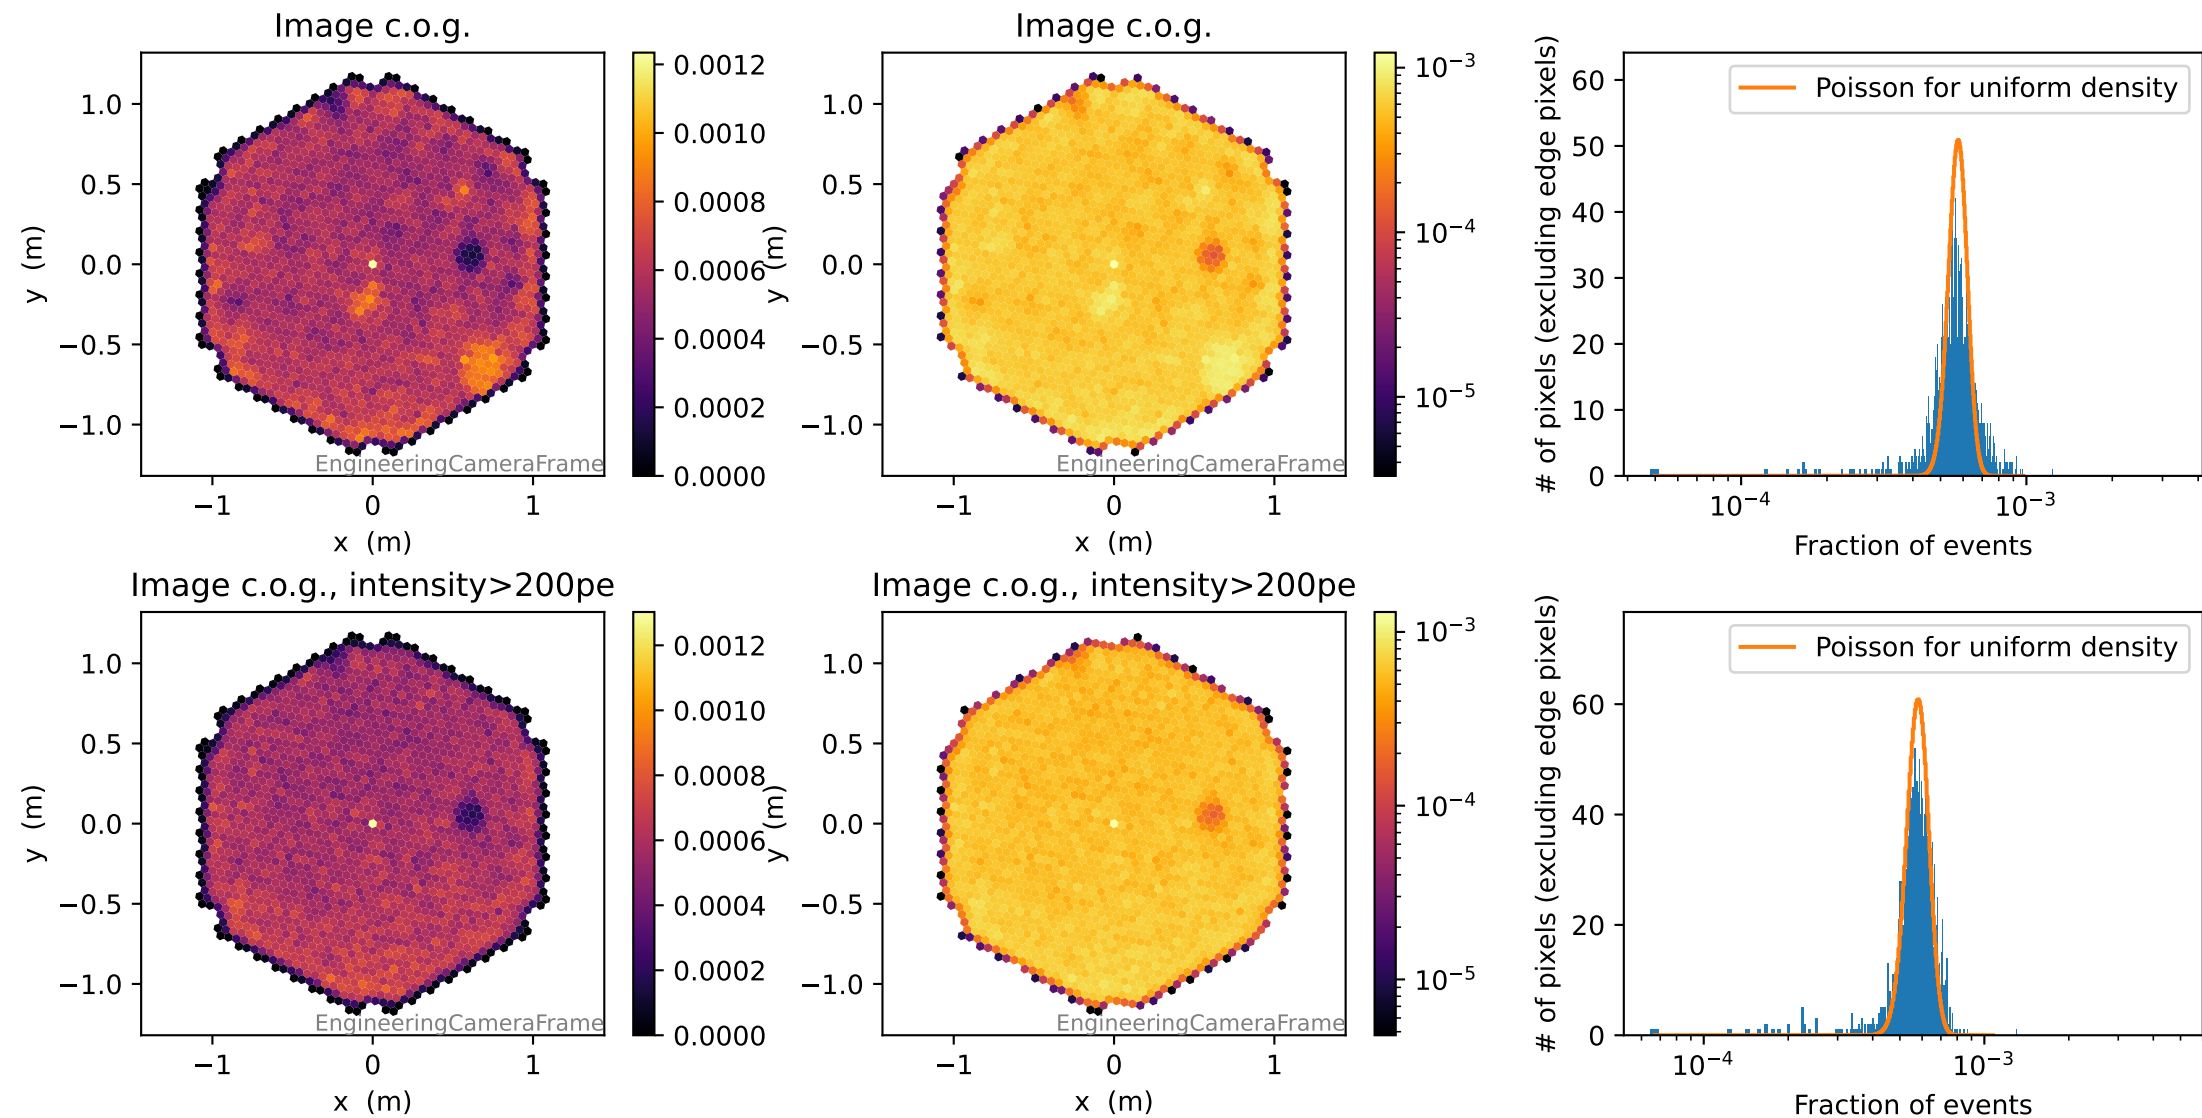 Image c.o.g.
1.0
0.5
0.0
−0.5
−1.0
y (m)
−1 0 1
x (m)
EngineeringCameraFrame
0.0012
0.0010
0.0008
0.0006
0.0004
0.0002
0.0000
Image c.o.g.
1.0
0.5
0.0
−0.5
−1.0
y (m)
−1 0 1
x (m)
EngineeringCameraFrame
10⁻³
10⁻⁴
10⁻⁵
Poisson for uniform density
60
50
40
30
20
10
0
# of pixels (excluding edge pixels)
10⁻⁴ 10⁻³
Fraction of events
Image c.o.g., intensity>200pe
1.0
0.5
0.0
−0.5
−1.0
y (m)
−1 0 1
x (m)
EngineeringCameraFrame
0.0012
0.0010
0.0008
0.0006
0.0004
0.0002
0.0000
Image c.o.g., intensity>200pe
1.0
0.5
0.0
−0.5
−1.0
y (m)
−1 0 1
x (m)
EngineeringCameraFrame
10⁻³
10⁻⁴
10⁻⁵
Poisson for uniform density
60
40
20
0
# of pixels (excluding edge pixels)
10⁻⁴ 10⁻³
Fraction of events